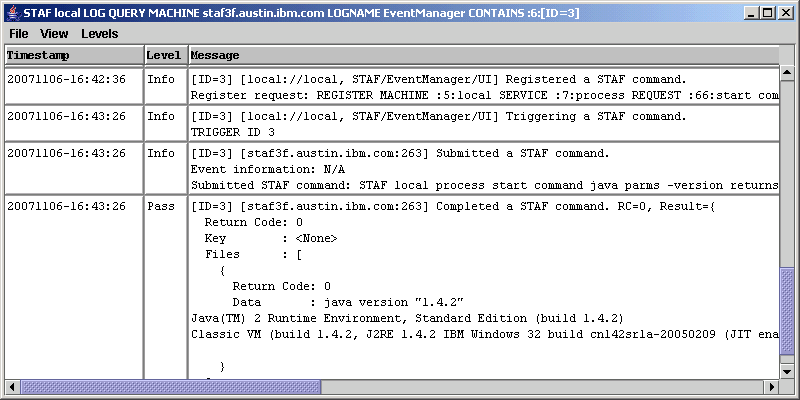 STAF local LOG QUERY MACHINE staf3f.austin.ibm.com LOGNAME EventManager CONTAINS :6:[ID=3]
File View Levels
Timestamp Level Message
20071106-16:42:36 Info [ID=3] [local://local, STAF/EventManager/UI] Registered a STAF command.
Register request: REGISTER MACHINE :5:local SERVICE :7:process REQUEST :66:start com
20071106-16:43:26 Info [ID=3] [local://local, STAF/EventManager/UI] Triggering a STAF command.
TRIGGER ID 3
20071106-16:43:26 Info [ID=3] [staf3f.austin.ibm.com:263] Submitted a STAF command.
Event information: N/A
Submitted STAF command: STAF local process start command java parms -version returns
20071106-16:43:26 Pass [ID=3] [staf3f.austin.ibm.com:263] Completed a STAF command. RC=0, Result={
Return Code: 0
Key : <None>
Files : [
{
Return Code: 0
Data : java version "1.4.2"
Java(TM) 2 Runtime Environment, Standard Edition (build 1.4.2)
Classic VM (build 1.4.2, J2RE 1.4.2 IBM Windows 32 build cn142srla-20050209 (JIT ena
}